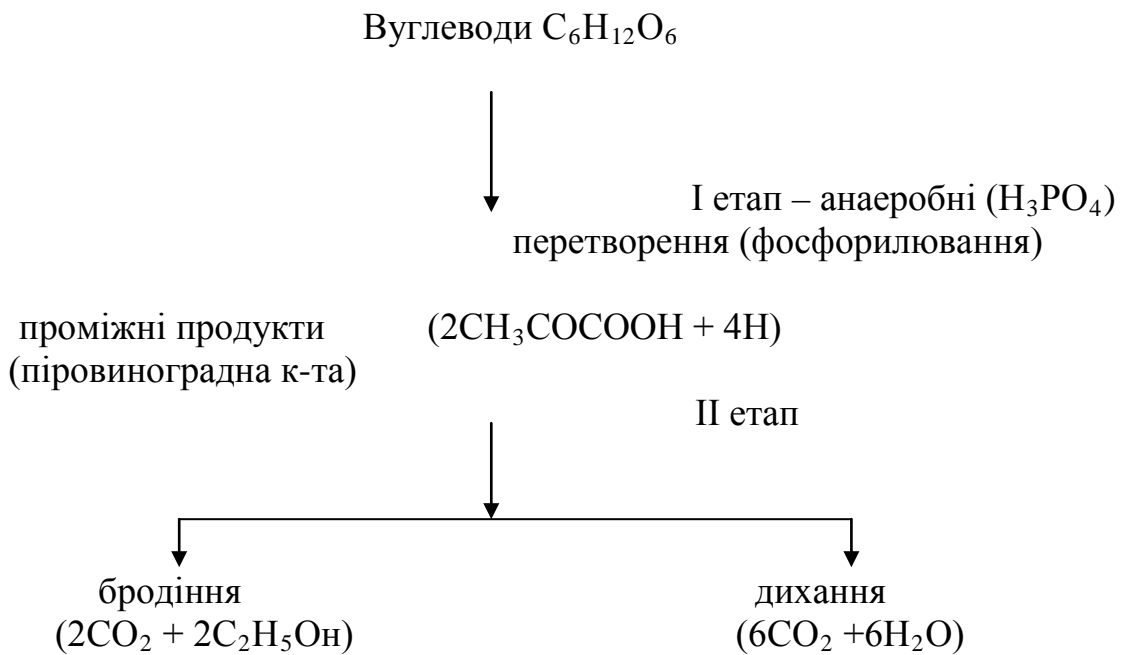 Вуглеводи C₆H₁₂O₆
I етап – анаеробні (H₃PO₄)
перетворення (фосфорилювання)
проміжні продукти (2CH₃COCOOH + 4H)
(піровиноградна к-та)
II етап
бродіння дихання
(2CO₂ + 2C₂H₅Oн) (6CO₂ +6H₂O)